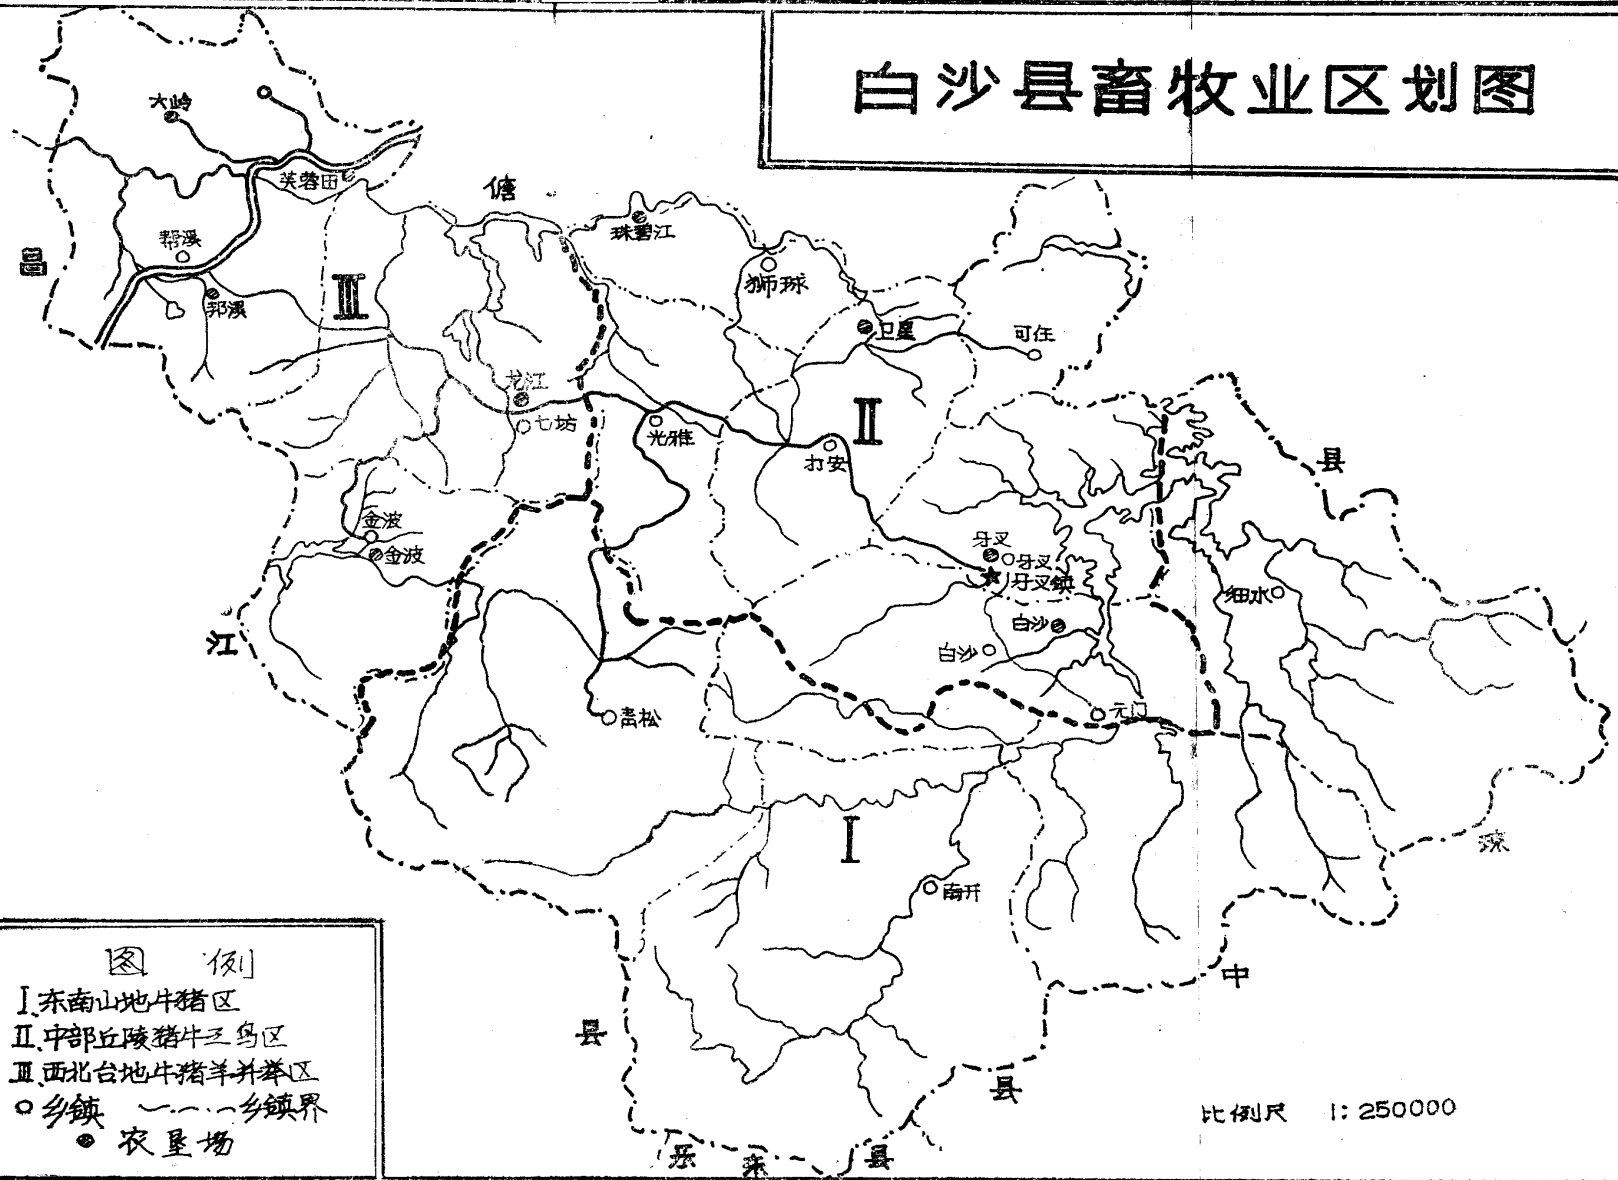 白沙县畜牧业区划图
大岭
芙蓉田
儋
珠碧江
昌
帮溪
邦溪
Ⅲ
狮球
卫星
可任
龙江
七坊
光雅
Ⅱ
打安
县
金波
金波
牙叉
牙叉
牙叉镇
细水
江
白沙
白沙
青松
元门
Ⅰ
琼
南开
中
县
县
乐 东 县
图 例
Ⅰ、东南山地牛猪区
Ⅱ、中部丘陵猪牛三鸟区
Ⅲ、西北台地牛猪羊并举区
乡镇 乡镇界
农垦场
比例尺 1:250000